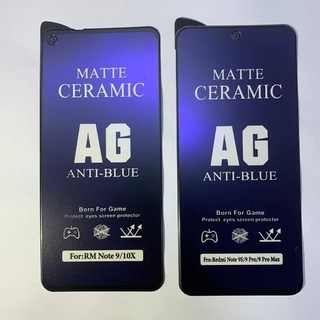 MATTE
CERAMIC
AG
ANTI-BLUE
Born For Game
Protect eyes screen protector
For:RM Note 9/10X
MATTE
CERAMIC
AG
ANTI-BLUE
Born For Game
Protect eyes screen protector
Fro:Redmi Note 9S/9 Pro/9 Pro Max